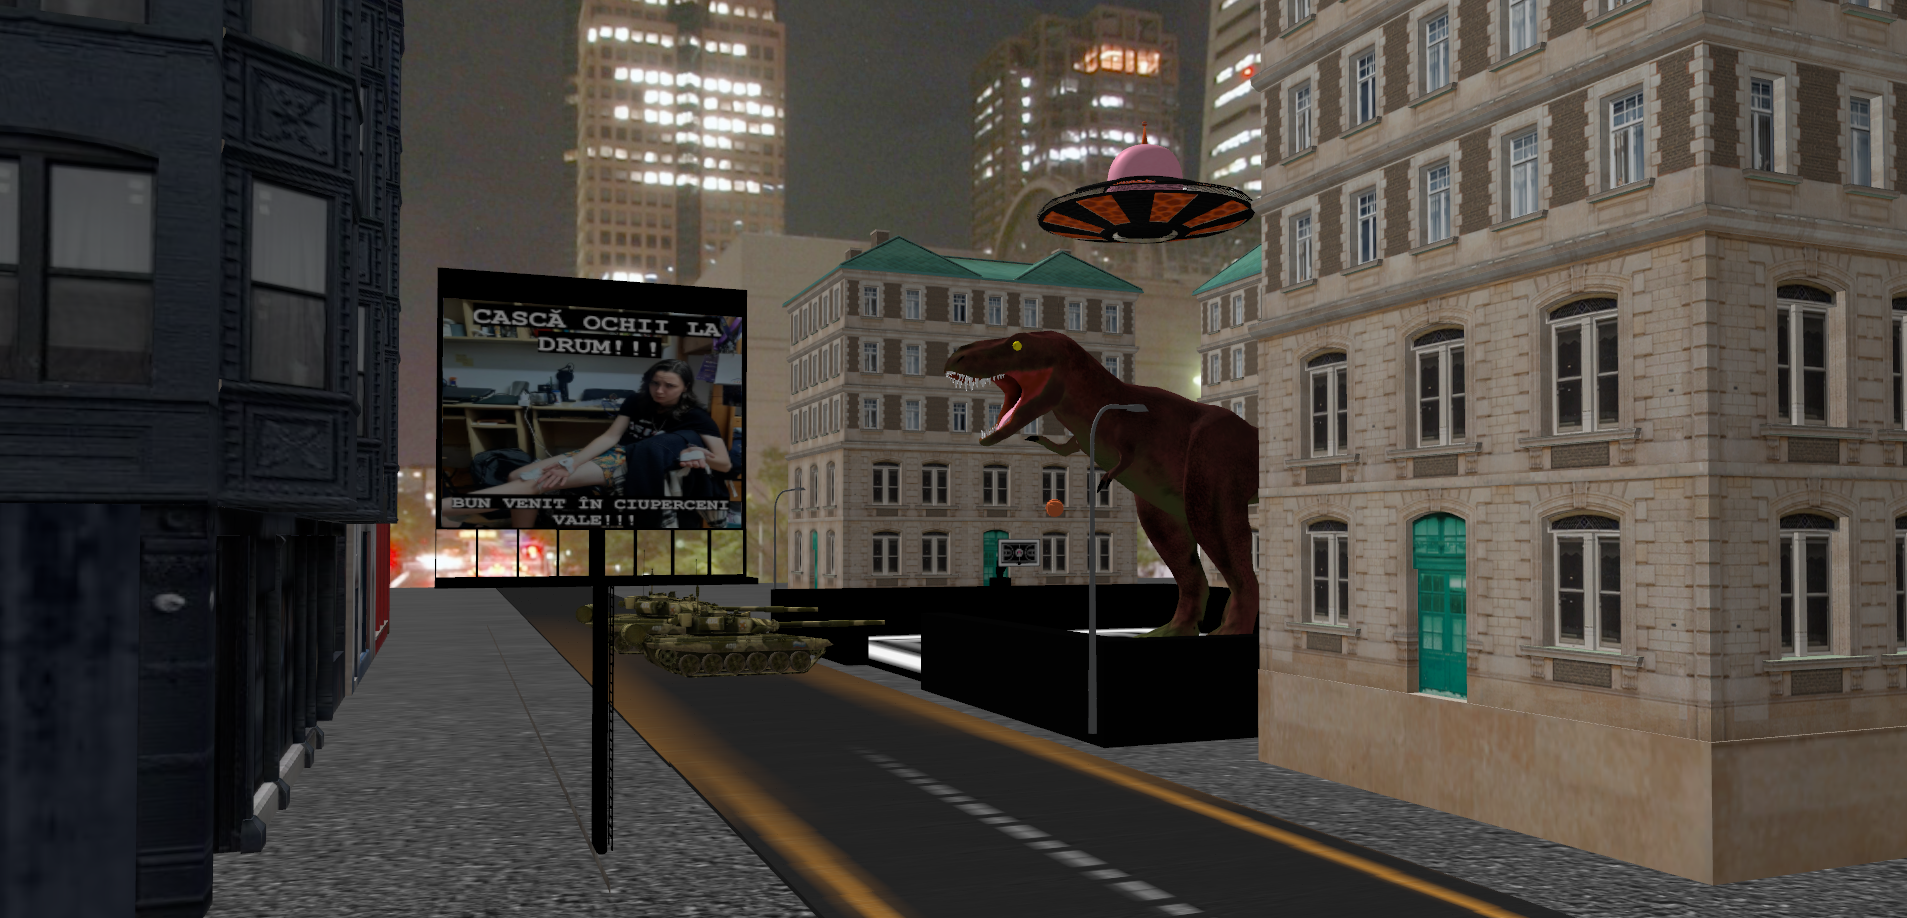 CASCĂ OCHII LA
DRUM!!!
BUN VENIT ÎN CIUPERCENI
VALE!!!